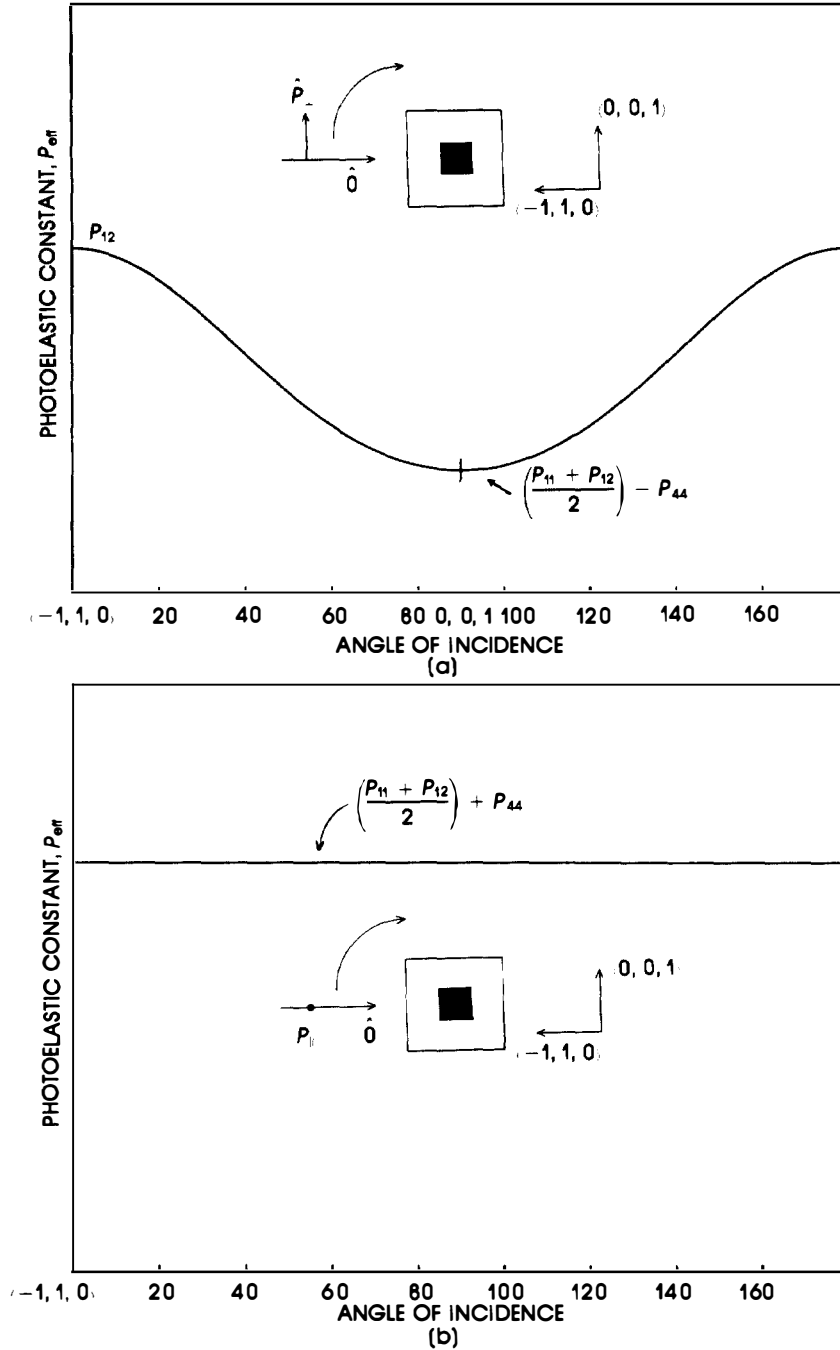 PHOTOELASTIC CONSTANT, Peff
P̂⊥
Ô
(0, 0, 1)
(−1, 1, 0)
P12
((P11 + P12)/2) − P44
(−1, 1, 0) 20 40 60 80 0, 0, 1 100 120 140 160
ANGLE OF INCIDENCE
(a)
PHOTOELASTIC CONSTANT, Peff
((P11 + P12)/2) + P44
P||
Ô
(0, 0, 1)
(−1, 1, 0)
(−1, 1, 0) 20 40 60 80 100 120 140 160
ANGLE OF INCIDENCE
(b)